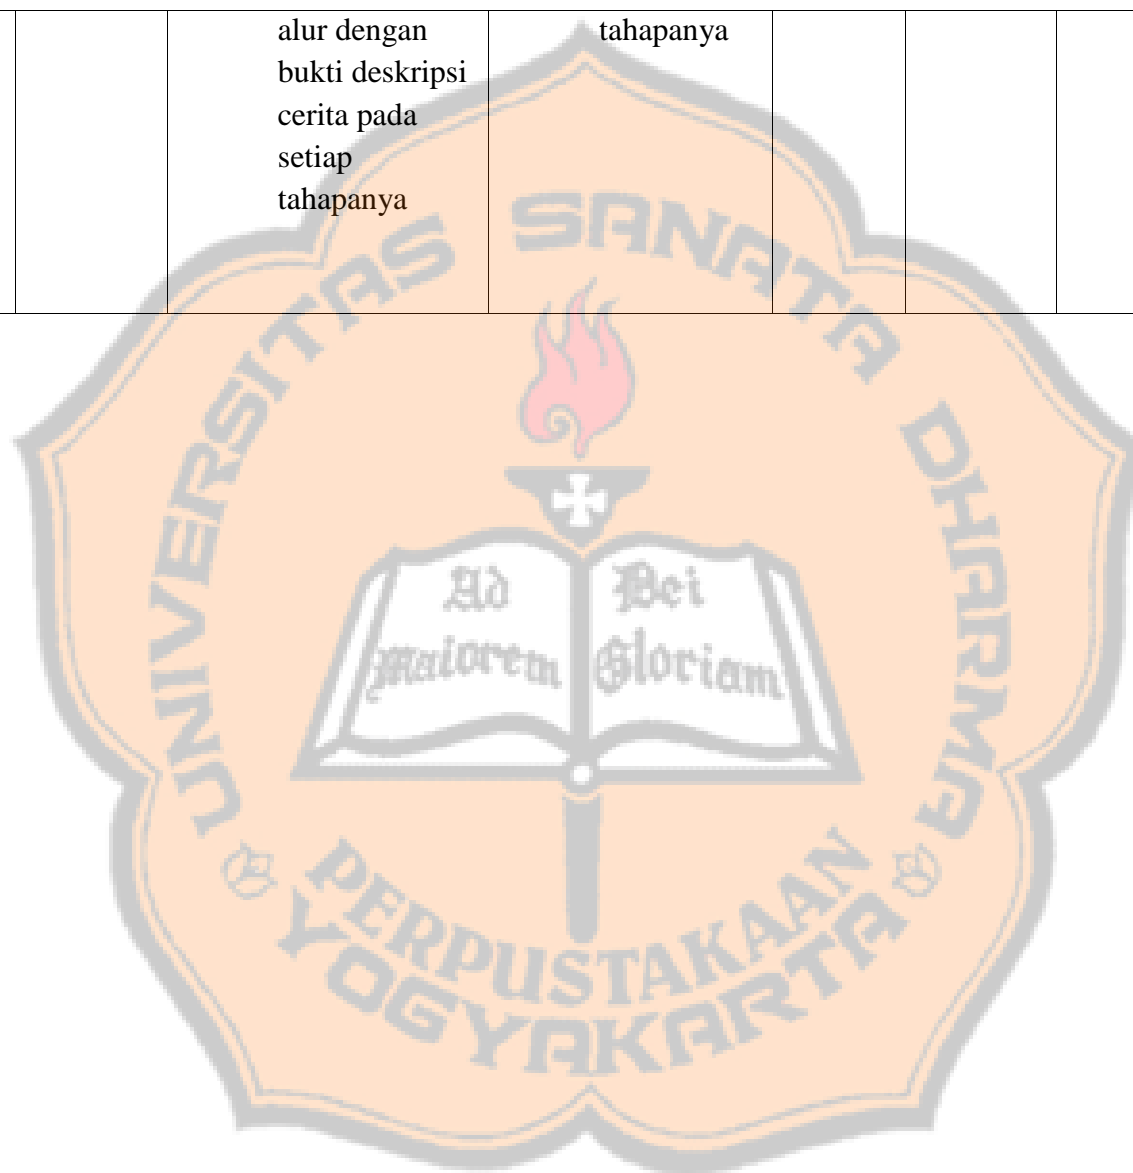 alur dengan
bukti deskripsi
cerita pada
setiap
tahapanya
tahapanya
UNIVERSITAS SANATA DHARMA
Ad
maiorem
Dei
Gloriam
PERPUSTAKAAN
YOGYAKARTA